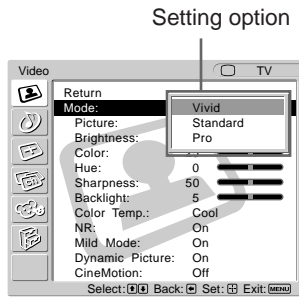 Setting option
Video TV
Return
Mode: Vivid
Picture: Standard
Brightness: Pro
Color:
Hue: 0
Sharpness: 50
Backlight: 5
Color Temp.: Cool
NR: On
Mild Mode: On
Dynamic Picture: On
CineMotion: Off
Select: Back: Set: Exit: MENU